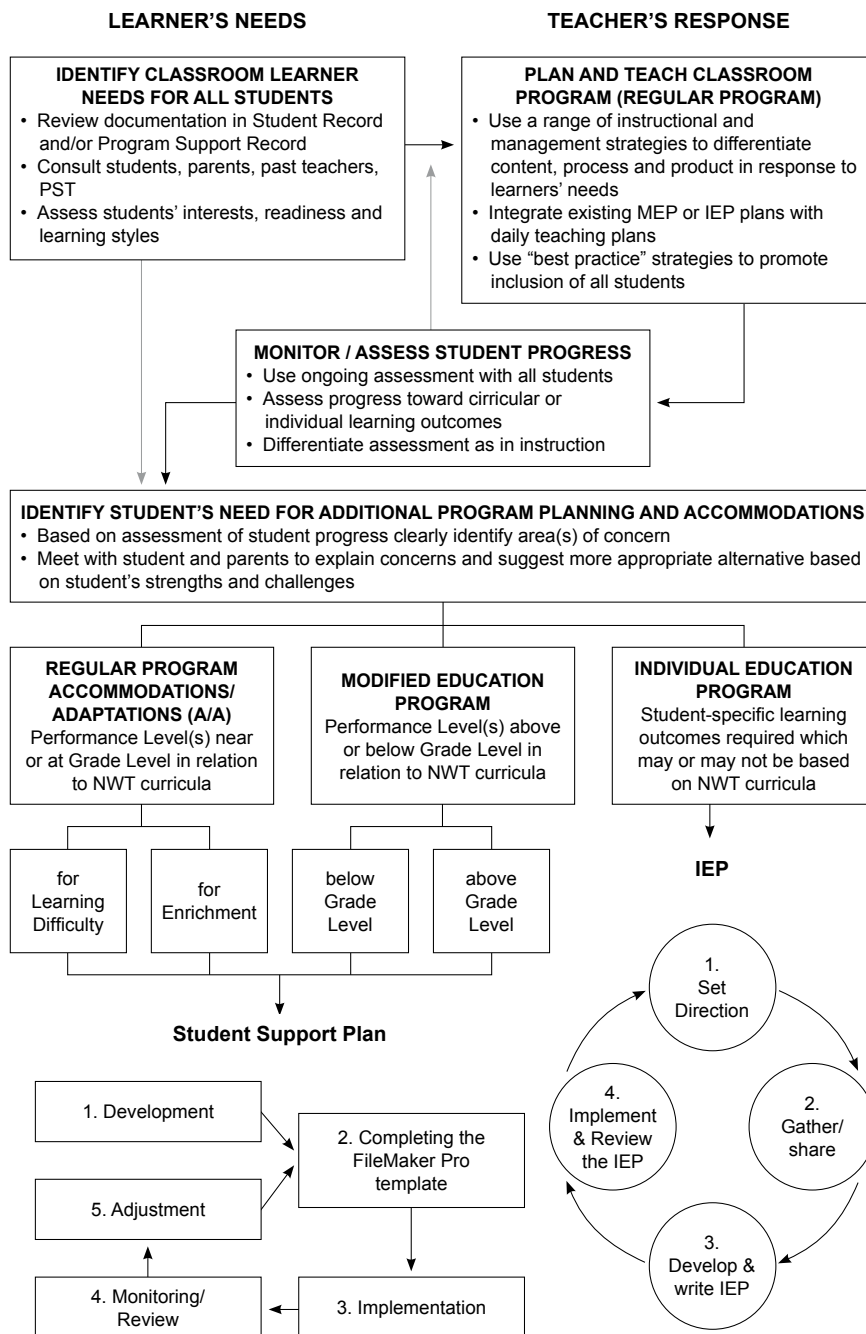 LEARNER'S NEEDS
TEACHER'S RESPONSE
IDENTIFY CLASSROOM LEARNER
NEEDS FOR ALL STUDENTS
• Review documentation in Student Record
and/or Program Support Record
• Consult students, parents, past teachers,
PST
• Assess students' interests, readiness and
learning styles
PLAN AND TEACH CLASSROOM
PROGRAM (REGULAR PROGRAM)
• Use a range of instructional and
management strategies to differentiate
content, process and product in response to
learners' needs
• Integrate existing MEP or IEP plans with
daily teaching plans
• Use “best practice” strategies to promote
inclusion of all students
MONITOR / ASSESS STUDENT PROGRESS
• Use ongoing assessment with all students
• Assess progress toward cirricular or
individual learning outcomes
• Differentiate assessment as in instruction
IDENTIFY STUDENT'S NEED FOR ADDITIONAL PROGRAM PLANNING AND ACCOMMODATIONS
• Based on assessment of student progress clearly identify area(s) of concern
• Meet with student and parents to explain concerns and suggest more appropriate alternative based
on student's strengths and challenges
REGULAR PROGRAM
ACCOMMODATIONS/
ADAPTATIONS (A/A)
Performance Level(s) near
or at Grade Level in relation
to NWT curricula
MODIFIED EDUCATION
PROGRAM
Performance Level(s) above
or below Grade Level in
relation to NWT curricula
INDIVIDUAL EDUCATION
PROGRAM
Student-specific learning
outcomes required which
may or may not be based
on NWT curricula
for
Learning
Difficulty
for
Enrichment
below
Grade
Level
above
Grade
Level
IEP
Student Support Plan
1. Development
2. Completing the
FileMaker Pro
template
5. Adjustment
4. Monitoring/
Review
3. Implementation
1.
Set
Direction
2.
Gather/
share
3.
Develop &
write IEP
4.
Implement
& Review
the IEP